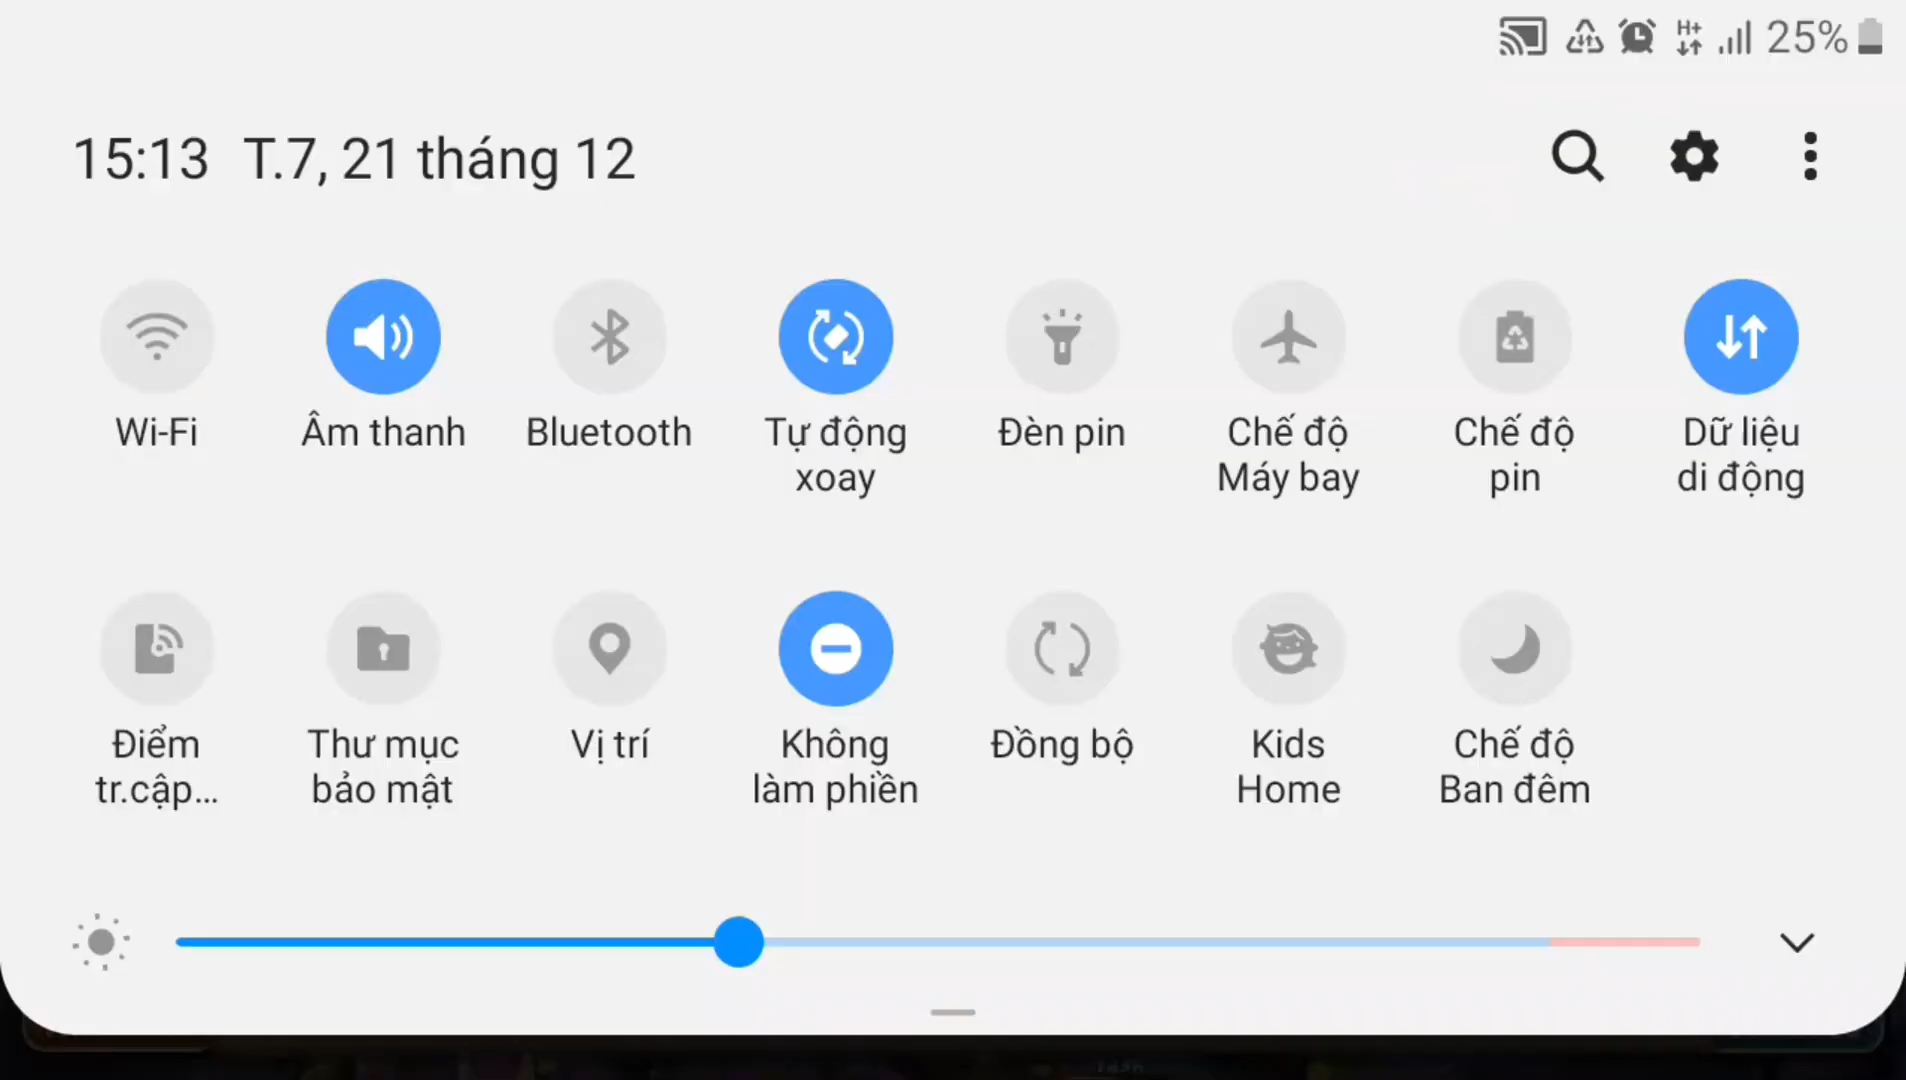 H+ 25%
15:13 T.7, 21 tháng 12
Wi-Fi
Âm thanh
Bluetooth
Tự động
xoay
Đèn pin
Chế độ
Máy bay
Chế độ
pin
Dữ liệu
di động
Điểm
tr.cập...
Thư mục
bảo mật
Vị trí
Không
làm phiền
Đồng bộ
Kids
Home
Chế độ
Ban đêm